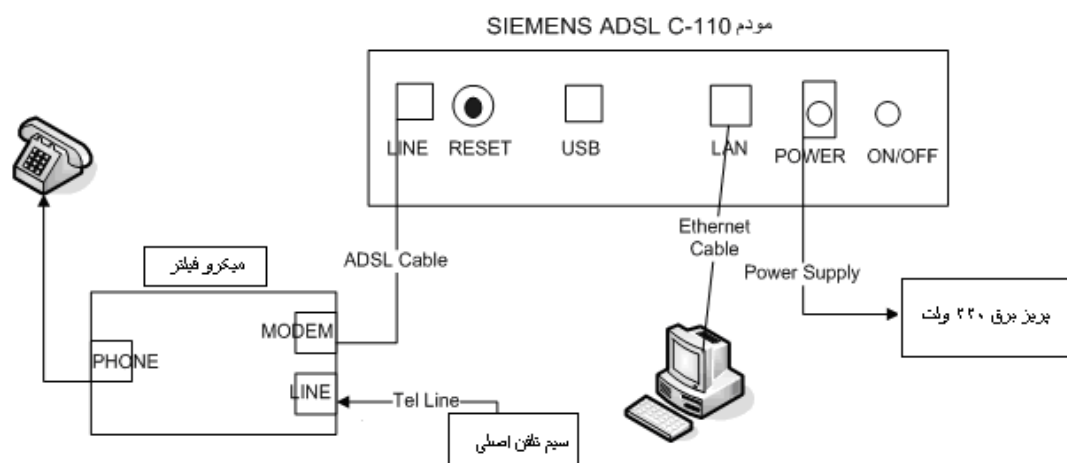 مودم SIEMENS ADSL C-110
LINE
RESET
USB
LAN
POWER
ON/OFF
ADSL Cable
Ethernet
Cable
Power Supply
میکرو فیلتر
پریز برق ۲۲۰ ولت
MODEM
PHONE
LINE
Tel Line
سیم تلفن اصلی